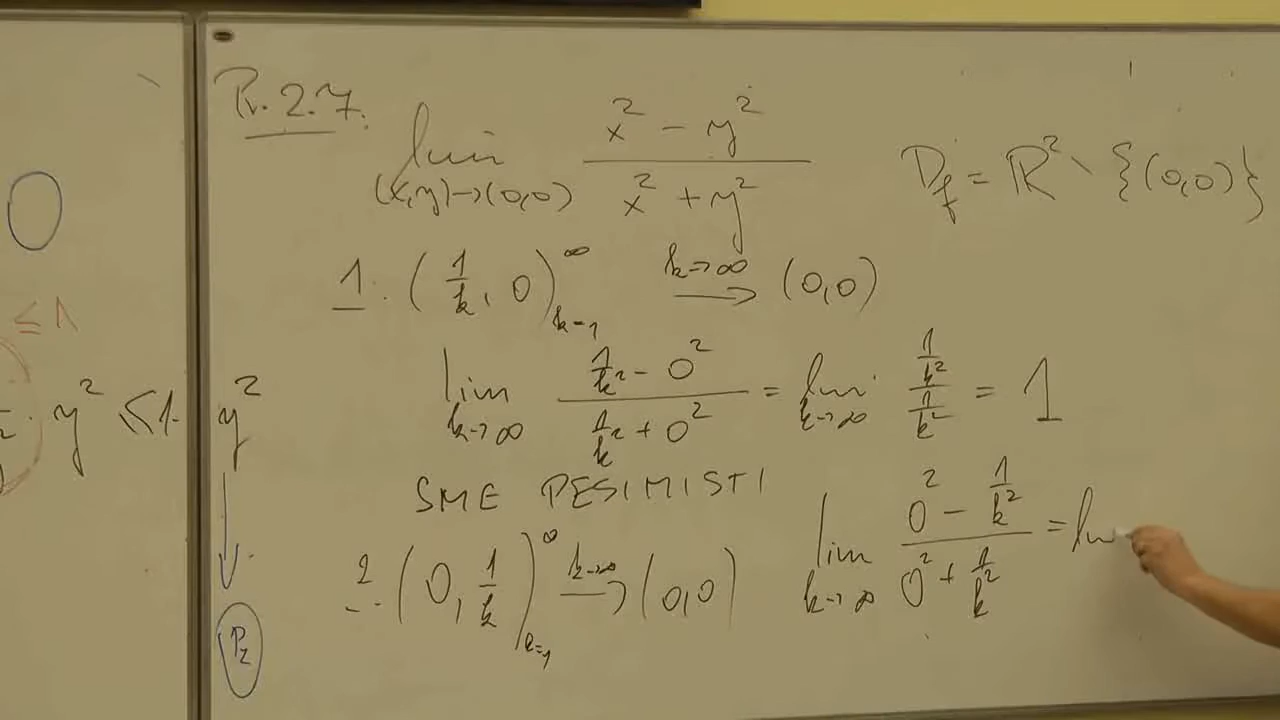 0
≤ 1
· y² ≤ 1 · y²
P₂
Pr. 2.7.
lim (x,y)→(0,0) (x² − y²)/(x² + y²)   D_f = ℝ² \ {(0,0)}
1. (1/k, 0)_{k=1}^∞ →^{k→∞} (0,0)
lim k→∞ (1/k² − 0²)/(1/k² + 0²) = lim k→∞ (1/k²)/(1/k²) = 1
SME PESIMISTI
2. (0, 1/k)_{k=1}^∞ →^{k→∞} (0,0)   lim k→∞ (0² − 1/k²)/(0² + 1/k²) = lim